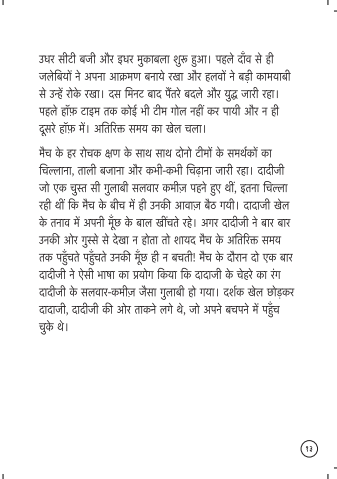 उधर सीटी बजी और इधर मुकाबला शुरू हुआ। पहले दाँव से ही
जलेबियों ने अपना आक्रमण बनाये रखा और हलवों ने बड़ी कामयाबी
से उन्हें रोके रखा। दस मिनट बाद पैंतरे बदले और युद्ध जारी रहा।
पहले हॉफ़ टाइम तक कोई भी टीम गोल नहीं कर पायी और न ही
दूसरे हॉफ़ में। अतिरिक्त समय का खेल चला।
मैच के हर रोचक क्षण के साथ साथ दोनो टीमों के समर्थकों का
चिल्लाना, ताली बजाना और कभी-कभी चिढ़ाना जारी रहा। दादीजी
जो एक चुस्त सी गुलाबी सलवार कमीज़ पहने हुए थीं, इतना चिल्ला
रही थीं कि मैच के बीच में ही उनकी आवाज़ बैठ गयी। दादाजी खेल
के तनाव में अपनी मूँछ के बाल खींचते रहे। अगर दादीजी ने बार बार
उनकी ओर गुस्से से देखा न होता तो शायद मैच के अतिरिक्त समय
तक पहुँचते पहुँचते उनकी मूँछ ही न बचती! मैच के दौरान दो एक बार
दादीजी ने ऐसी भाषा का प्रयोग किया कि दादाजी के चेहरे का रंग
दादीजी के सलवार-कमीज़ जैसा गुलाबी हो गया। दर्शक खेल छोड़कर
दादाजी, दादीजी की ओर ताकने लगे थे, जो अपने बचपने में पहुँच
चुके थे।
१३